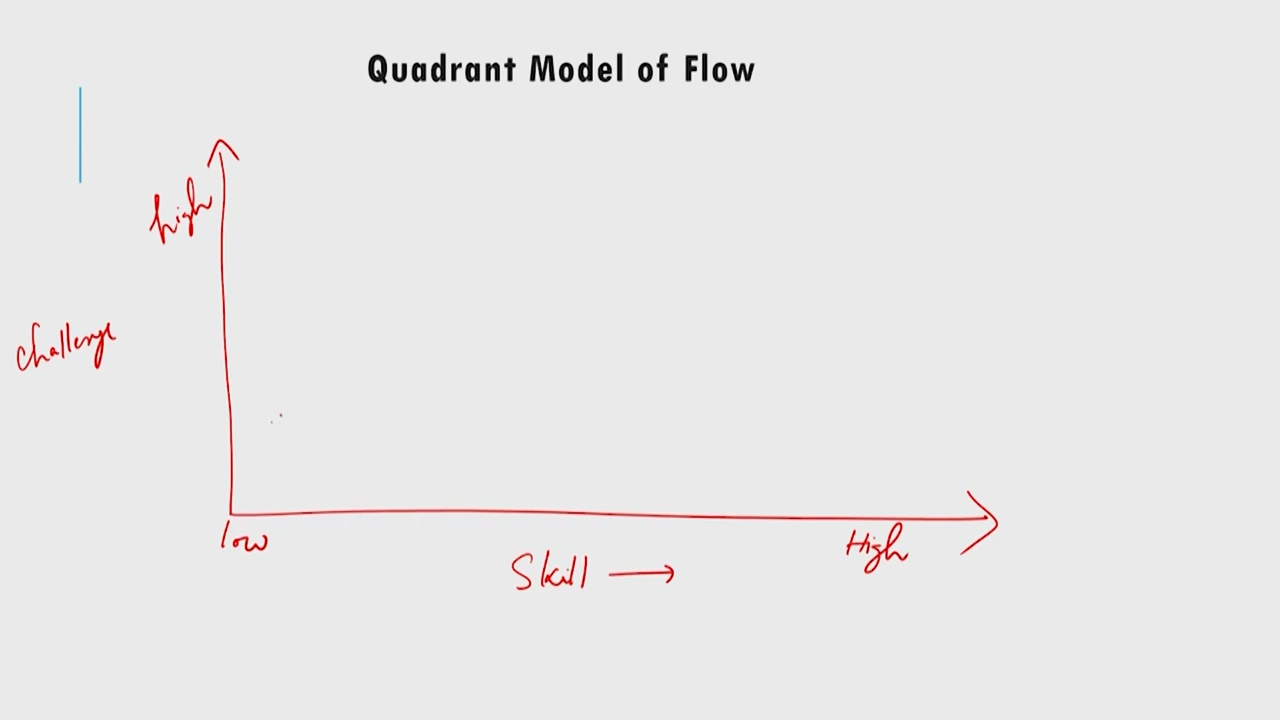 Quadrant Model of Flow
high
challenge
low
High
Skill →